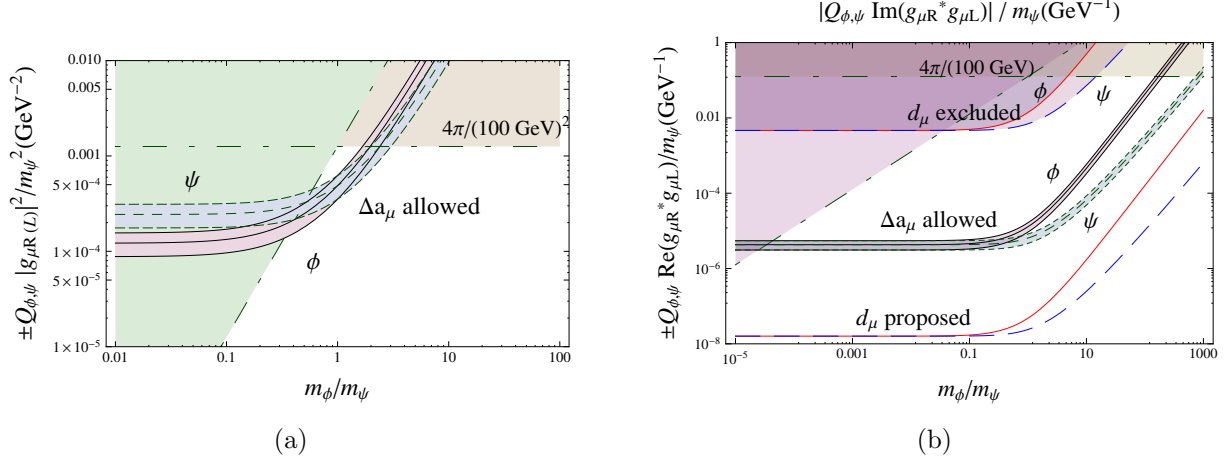 ±Q_{ϕ,ψ} |g_{μR (L)}|²/m_ψ²(GeV⁻²)
0.010
0.005
0.001
5×10⁻⁴
1×10⁻⁴
5×10⁻⁵
1×10⁻⁵
4π/(100 GeV)²
ψ
Δa_μ allowed
ϕ
0.01
0.1
1
10
100
m_ϕ/m_ψ
(a)
|Q_{ϕ,ψ} Im(g_{μR}* g_{μL})| / m_ψ(GeV⁻¹)
±Q_{ϕ,ψ} Re(g_{μR}* g_{μL})/m_ψ(GeV⁻¹)
1
0.01
10⁻⁴
10⁻⁶
10⁻⁸
4π/(100 GeV)
ϕ
ψ
d_μ excluded
ϕ
Δa_μ allowed
ψ
d_μ proposed
10⁻⁵
0.001
0.1
10
1000
m_ϕ/m_ψ
(b)